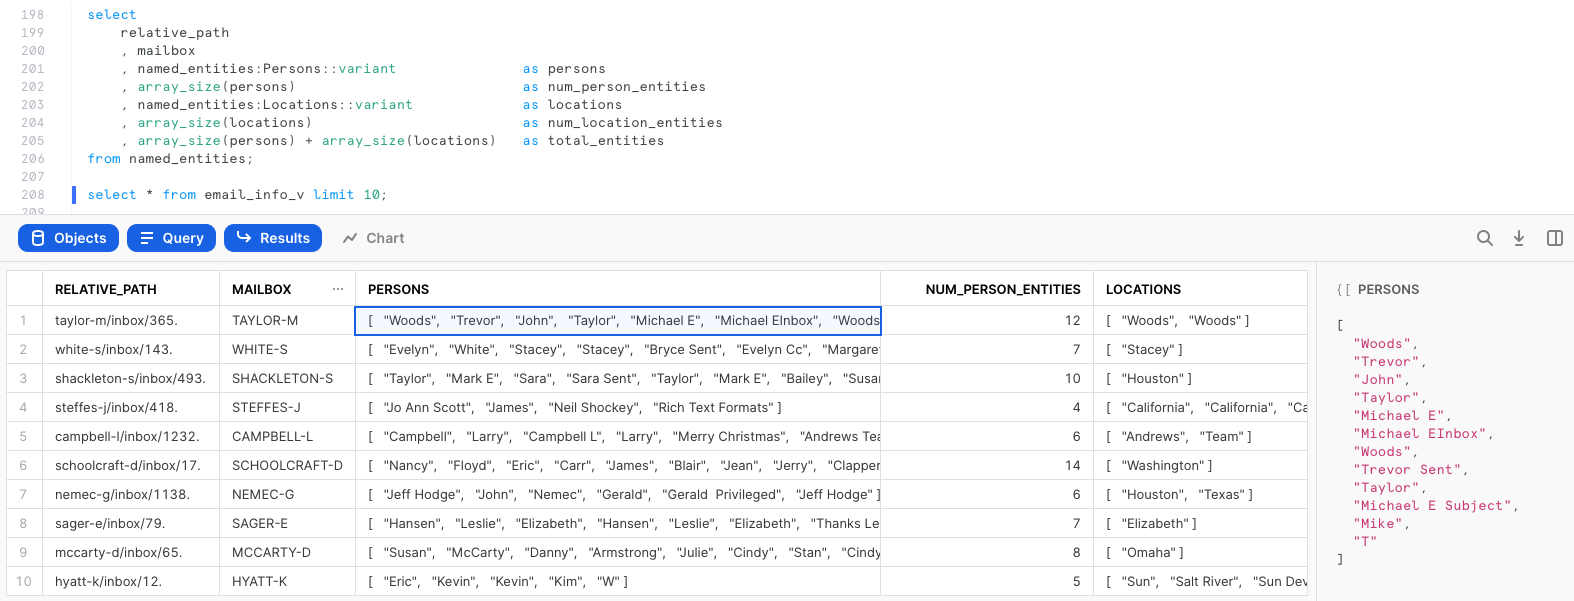 198 select
199 relative_path
200 , mailbox
201 , named_entities:Persons::variant as persons
202 , array_size(persons) as num_person_entities
203 , named_entities:Locations::variant as locations
204 , array_size(locations) as num_location_entities
205 , array_size(persons) + array_size(locations) as total_entities
206 from named_entities;
207
208 select * from email_info_v limit 10;
209
Objects Query Results Chart
RELATIVE_PATH MAILBOX ... PERSONS NUM_PERSON_ENTITIES LOCATIONS
1 taylor-m/inbox/365. TAYLOR-M [ "Woods", "Trevor", "John", "Taylor", "Michael E", "Michael EInbox", "Woods 12 [ "Woods", "Woods" ]
2 white-s/inbox/143. WHITE-S [ "Evelyn", "White", "Stacey", "Stacey", "Bryce Sent", "Evelyn Cc", "Margare 7 [ "Stacey" ]
3 shackleton-s/inbox/493. SHACKLETON-S [ "Taylor", "Mark E", "Sara", "Sara Sent", "Taylor", "Mark E", "Bailey", "Susa 10 [ "Houston" ]
4 steffes-j/inbox/418. STEFFES-J [ "Jo Ann Scott", "James", "Neil Shockey", "Rich Text Formats" ] 4 [ "California", "California", "Ca
5 campbell-l/inbox/1232. CAMPBELL-L [ "Campbell", "Larry", "Campbell L", "Larry", "Merry Christmas", "Andrews Tea 6 [ "Andrews", "Team" ]
6 schoolcraft-d/inbox/17. SCHOOLCRAFT-D [ "Nancy", "Floyd", "Eric", "Carr", "James", "Blair", "Jean", "Jerry", "Clapper 14 [ "Washington" ]
7 nemec-g/inbox/1138. NEMEC-G [ "Jeff Hodge", "John", "Nemec", "Gerald", "Gerald Privileged", "Jeff Hodge" ] 6 [ "Houston", "Texas" ]
8 sager-e/inbox/79. SAGER-E [ "Hansen", "Leslie", "Elizabeth", "Hansen", "Leslie", "Elizabeth", "Thanks Le 7 [ "Elizabeth" ]
9 mccarty-d/inbox/65. MCCARTY-D [ "Susan", "McCarty", "Danny", "Armstrong", "Julie", "Cindy", "Stan", "Cindy 8 [ "Omaha" ]
10 hyatt-k/inbox/12. HYATT-K [ "Eric", "Kevin", "Kevin", "Kim", "W" ] 5 [ "Sun", "Salt River", "Sun Dev
{[ PERSONS
[
"Woods",
"Trevor",
"John",
"Taylor",
"Michael E",
"Michael EInbox",
"Woods",
"Trevor Sent",
"Taylor",
"Michael E Subject",
"Mike",
"T"
]